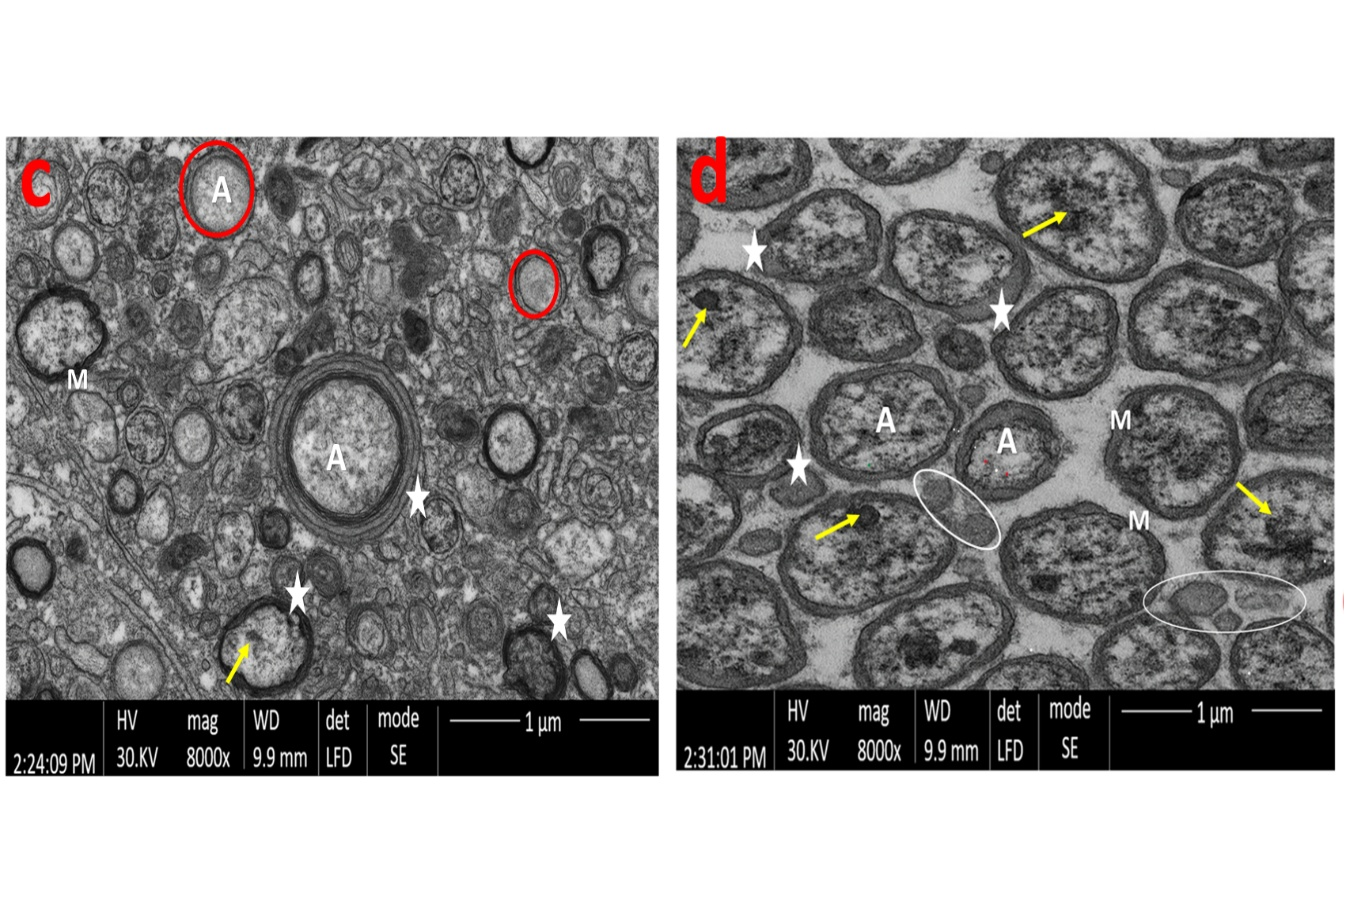 c
A
M
A
HV mag WD det mode
1 µm
2:24:09 PM 30.KV 8000x 9.9 mm LFD SE
d
A
A
M
M
HV mag WD det mode
1 µm
2:31:01 PM 30.KV 8000x 9.9 mm LFD SE